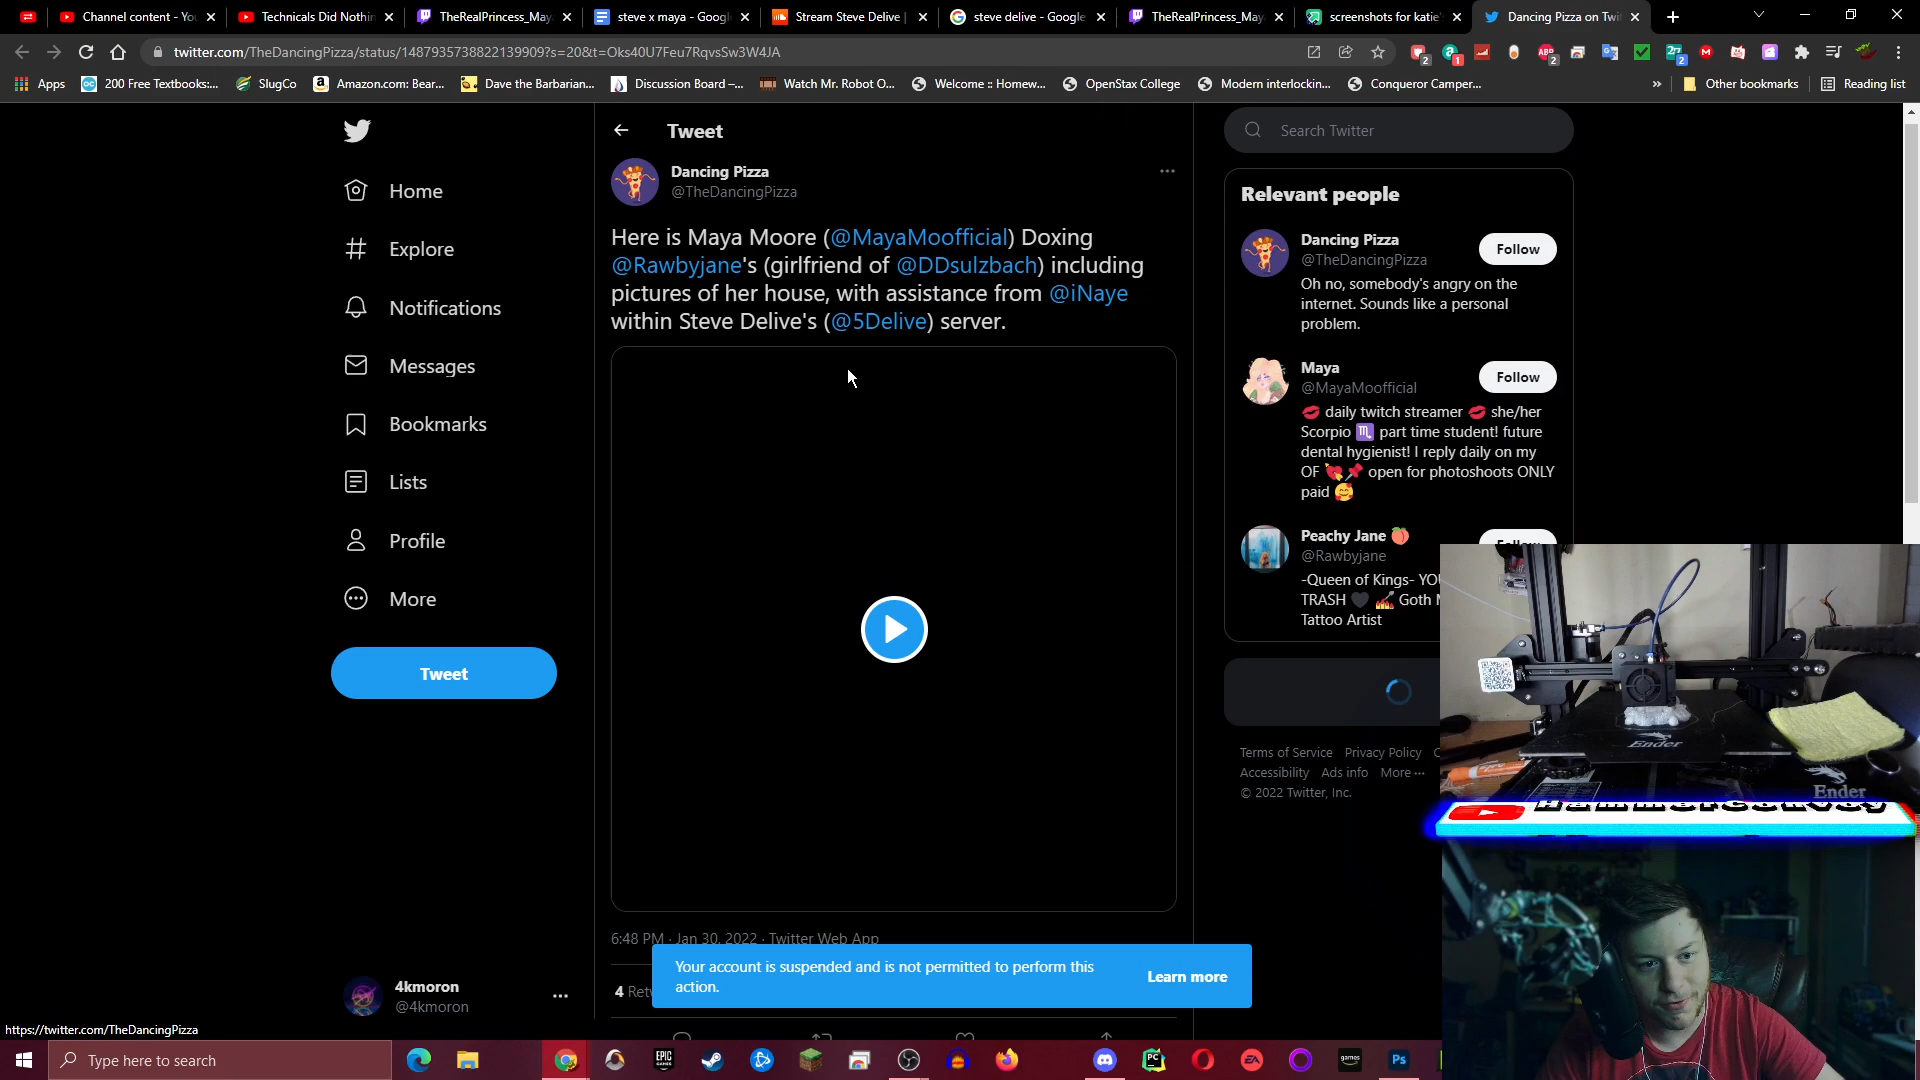 Channel content - You
Technicals Did Nothin
TheRealPrincess_May
steve x maya - Googl
Stream Steve Delive |
steve delive - Google
TheRealPrincess_May
screenshots for katie'
Dancing Pizza on Twi
twitter.com/TheDancingPizza/status/1487935738822139909?s=20&t=Oks40U7Feu7RqvsSw3W4JA
Apps
200 Free Textbooks:...
SlugCo
Amazon.com: Bear...
Dave the Barbarian...
Discussion Board –...
Watch Mr. Robot O...
Welcome :: Homew...
OpenStax College
Modern interlockin...
Conqueror Camper...
»
Other bookmarks
Reading list
Home
Explore
Notifications
Messages
Bookmarks
Lists
Profile
More
Tweet
4kmoron
@4kmoron
Tweet
Dancing Pizza
@TheDancingPizza
Here is Maya Moore (@MayaMoofficial) Doxing
@Rawbyjane's (girlfriend of @DDsulzbach) including
pictures of her house, with assistance from @iNaye
within Steve Delive's (@5Delive) server.
6:48 PM · Jan 30, 2022 · Twitter Web App
4 Retw
Your account is suspended and is not permitted to perform this
action.
Learn more
Search Twitter
Relevant people
Dancing Pizza
@TheDancingPizza
Follow
Oh no, somebody's angry on the
internet. Sounds like a personal
problem.
Maya
@MayaMoofficial
Follow
💋 daily twitch streamer 💋 she/her
Scorpio ♏ part time student! future
dental hygienist! I reply daily on my
OF 💘📌 open for photoshoots ONLY
paid 🥰
Peachy Jane 🍑
@Rawbyjane
Follow
-Queen of Kings- YOU
TRASH 🖤 💅 Goth M
Tattoo Artist
Terms of Service Privacy Policy C
Accessibility Ads info More ···
© 2022 Twitter, Inc.
Ender
Ender
https://twitter.com/TheDancingPizza
Type here to search